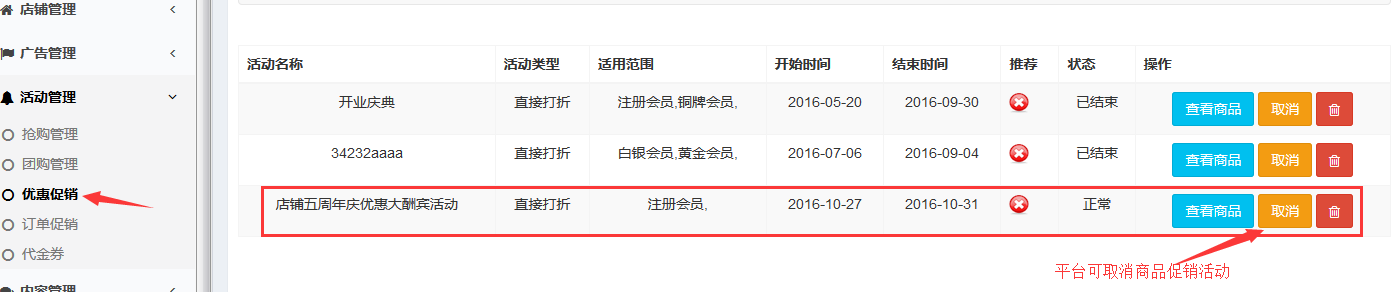 店铺管理
广告管理
活动管理
抢购管理
团购管理
优惠促销
订单促销
代金券
内容管理
活动名称 活动类型 适用范围 开始时间 结束时间 推荐 状态 操作
开业庆典 直接打折 注册会员,铜牌会员, 2016-05-20 2016-09-30 已结束 查看商品 取消
34232aaaa 直接打折 白银会员,黄金会员, 2016-07-06 2016-09-04 已结束 查看商品 取消
店铺五周年庆优惠大酬宾活动 直接打折 注册会员, 2016-10-27 2016-10-31 正常 查看商品 取消
平台可取消商品促销活动